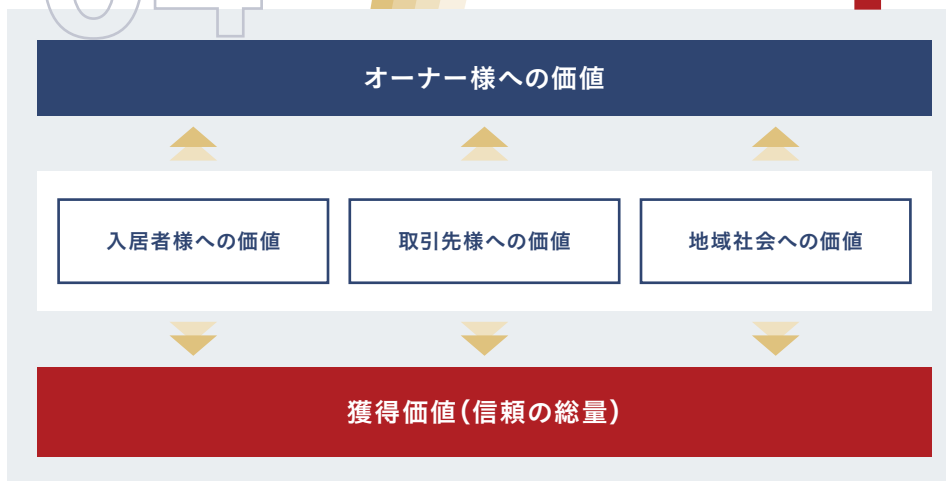 04
オーナー様への価値
入居者様への価値
取引先様への価値
地域社会への価値
獲得価値(信頼の総量)